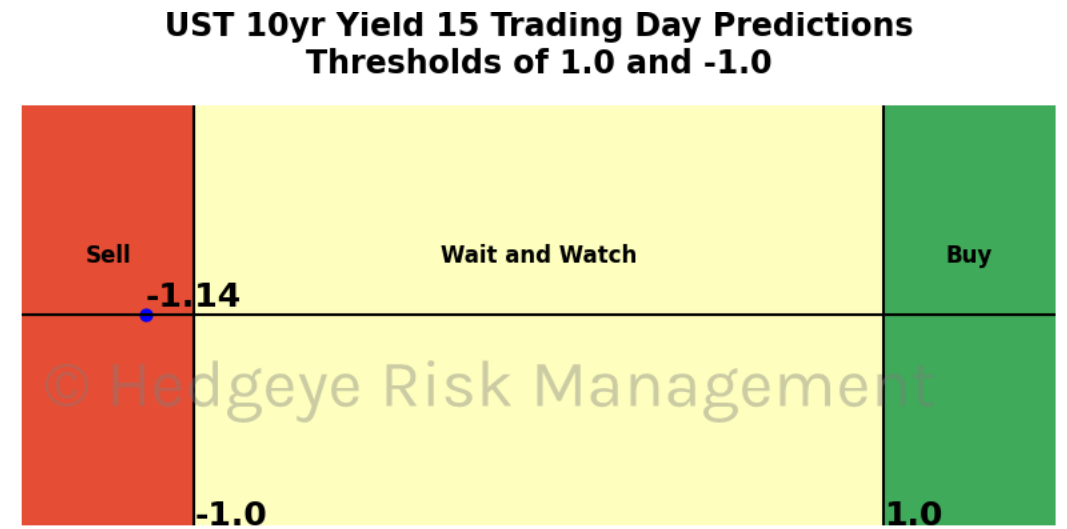 UST 10yr Yield 15 Trading Day Predictions
Thresholds of 1.0 and -1.0
Sell
Wait and Watch
Buy
-1.14
© Hedgeye Risk Management
-1.0
1.0